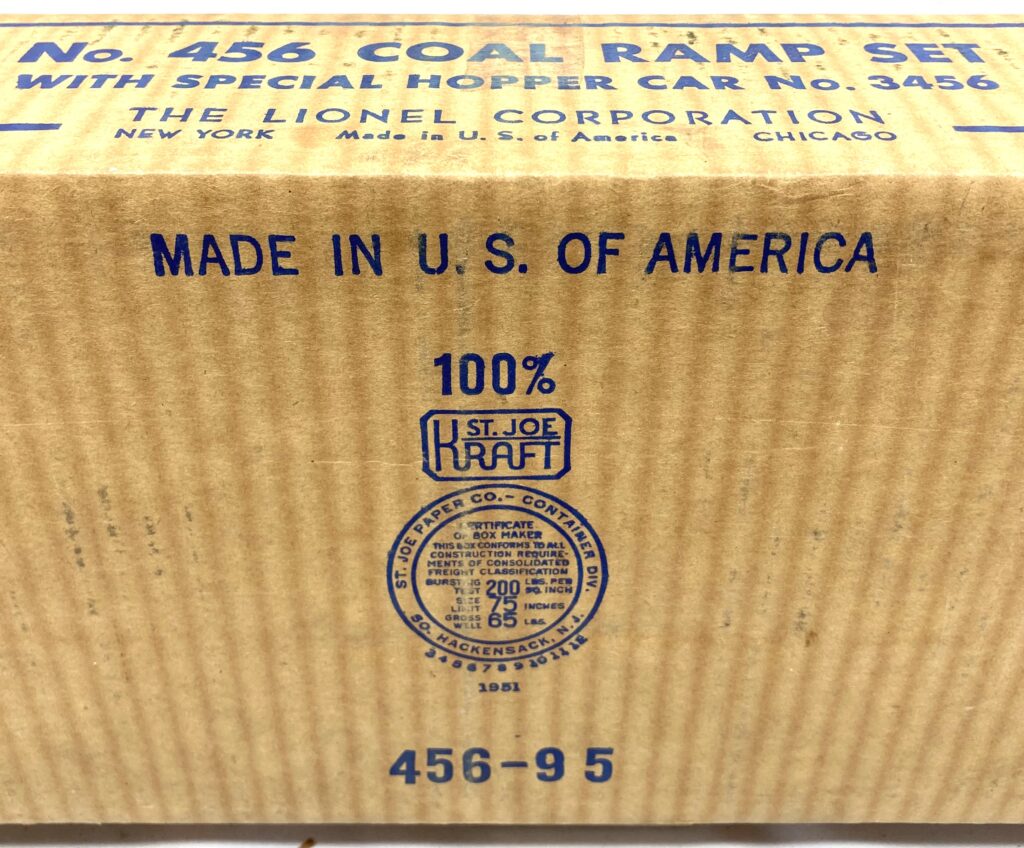 No. 456 COAL RAMP SET
WITH SPECIAL HOPPER CAR No. 3456
THE LIONEL CORPORATION
NEW YORK Made in U. S. of America CHICAGO
MADE IN U. S. OF AMERICA
100%
ST. JOE
KRAFT
ST. JOE PAPER CO. - CONTAINER DIV.
CERTIFICATE
OF BOX MAKER
THIS BOX CONFORMS TO ALL
CONSTRUCTION REQUIRE-
MENTS OF CONSOLIDATED
FREIGHT CLASSIFICATION
BURSTING TEST 200 LBS. PER SQ. INCH
SIZE LIMIT 75 INCHES
GROSS 65 LBS.
SO. HACKENSACK, N. J.
3 4 5 6 7 8 9 10 11 12
1951
456-95